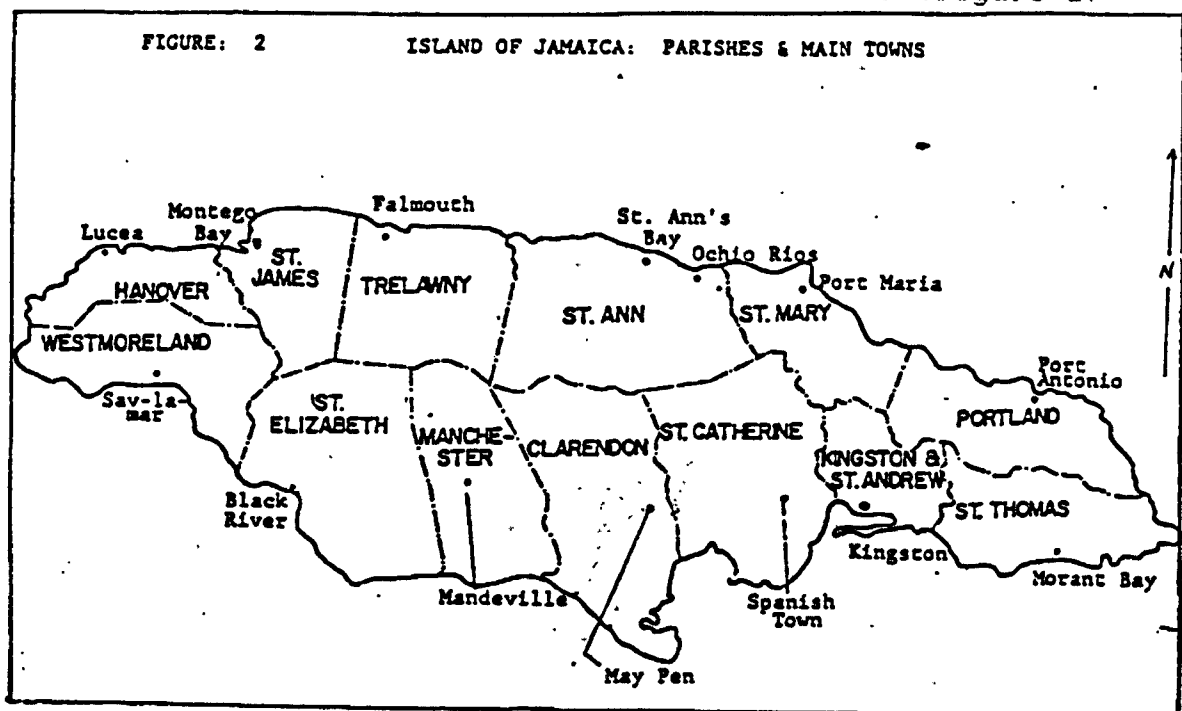 FIGURE: 2 ISLAND OF JAMAICA: PARISHES & MAIN TOWNS
N
Lucea
Montego
Bay
Falmouth
St. Ann's
Bay
Ochio Rios
Port Maria
Port
Antonio
HANOVER
ST.
JAMES
TRELAWNY
ST. ANN
ST. MARY
WESTMORELAND
Sav-la-
mar
ST.
ELIZABETH
MANCHE-
STER
CLARENDON
ST. CATHERINE
KINGSTON &
ST. ANDREW
PORTLAND
ST. THOMAS
Black
River
Mandeville
May Pen
Spanish
Town
Kingston
Morant Bay